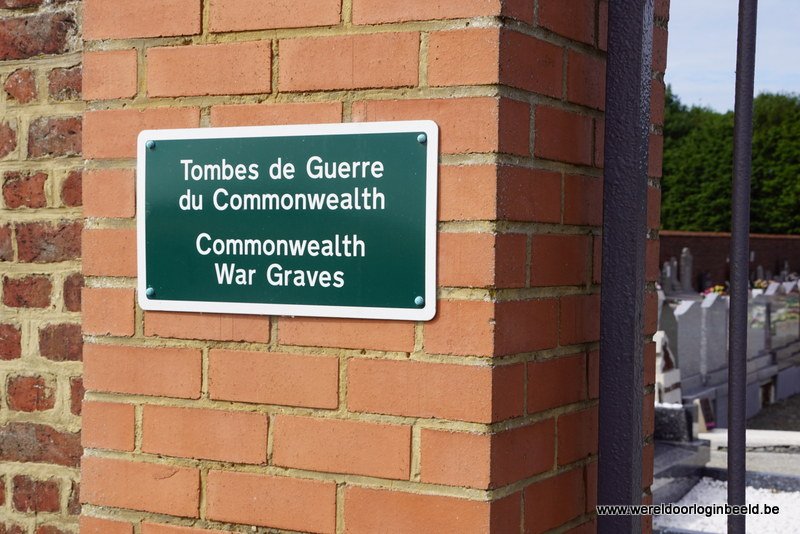 Tombes de Guerre
du Commonwealth
Commonwealth
War Graves
www.wereldoorloginbeeld.be